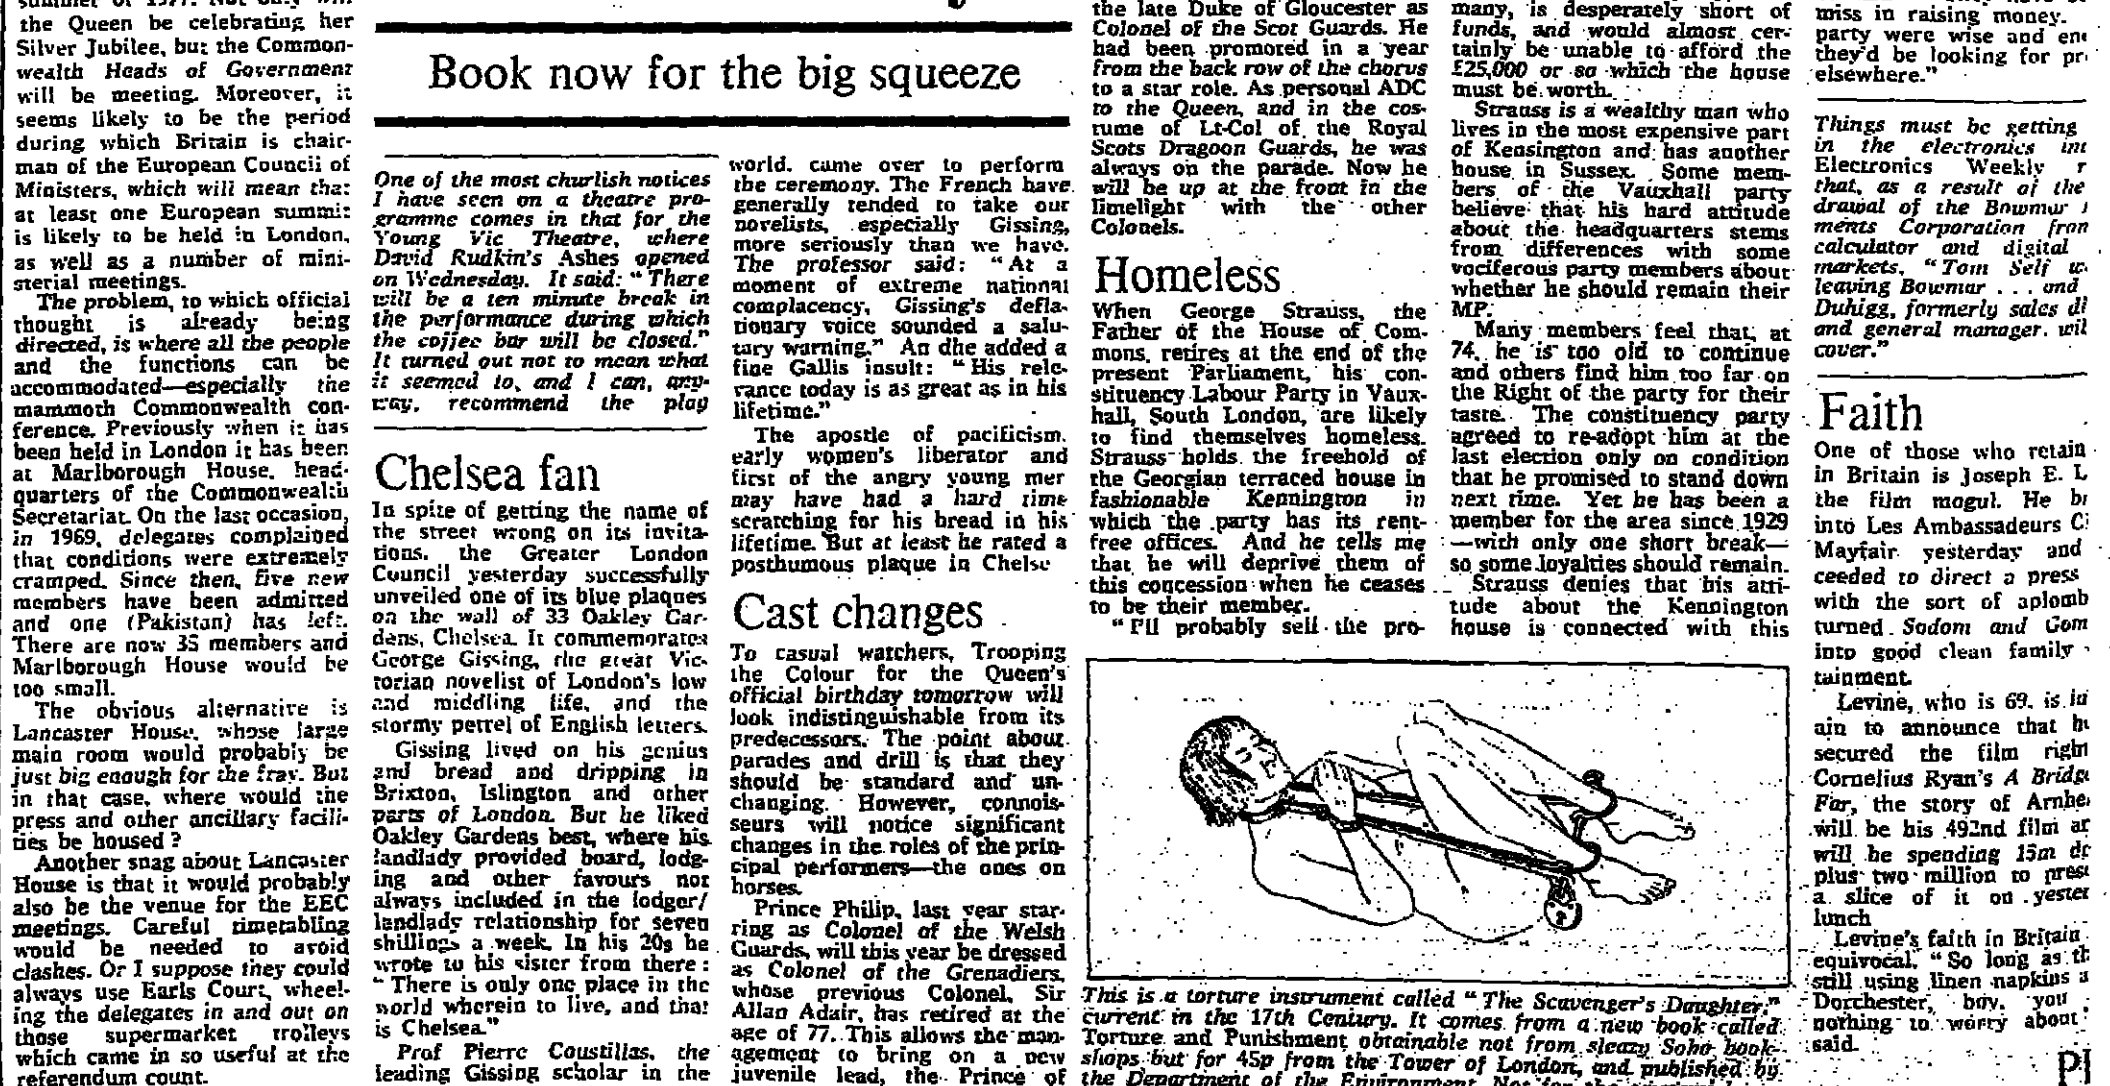 the Queen be celebrating her
Silver Jubilee, but the Common-
wealth Heads of Government
will be meeting. Moreover, it
seems likely to be the period
during which Britain is chair-
man of the European Council of
Ministers, which will mean that
at least one European summit
is likely to be held in London,
as well as a number of mini-
sterial meetings.
The problem, to which official
thought is already being
directed, is where all the people
and the functions can be
accommodated—especially the
mammoth Commonwealth con-
ference. Previously when it has
been held in London it has been
at Marlborough House, head-
quarters of the Commonwealth
Secretariat. On the last occasion,
in 1969, delegates complained
that conditions were extremely
cramped. Since then, five new
members have been admitted
and one (Pakistan) has left.
There are now 35 members and
Marlborough House would be
too small.
The obvious alternative is
Lancaster House, whose large
main room would probably be
just big enough for the fray. But
in that case, where would the
press and other ancillary facili-
ties be housed?
Another snag about Lancaster
House is that it would probably
also be the venue for the EEC
meetings. Careful timetabling
would be needed to avoid
clashes. Or I suppose they could
always use Earls Court, wheel-
ing the delegates in and out on
those supermarket trolleys
which came in so useful at the
referendum count.
Book now for the big squeeze
One of the most churlish notices
I have seen on a theatre pro-
gramme comes in that for the
Young Vic Theatre, where
David Rudkin's Ashes opened
on Wednesday. It said: "There
will be a ten minute break in
the performance during which
the coffee bar will be closed."
It turned out not to mean what
it seemed to, and I can, any-
way, recommend the play
Chelsea fan
In spite of getting the name of
the street wrong on its invita-
tions, the Greater London
Council yesterday successfully
unveiled one of its blue plaques
on the wall of 33 Oakley Gar-
dens, Chelsea. It commemorates
George Gissing, the great Vic-
torian novelist of London's low
and middling life, and the
stormy petrel of English letters.
Gissing lived on his genius
and bread and dripping in
Brixton, Islington and other
parts of London. But he liked
Oakley Gardens best, where his
landlady provided board, lodg-
ing and other favours not
always included in the lodger/
landlady relationship for seven
shillings a week. In his 20s he
wrote to his sister from there:
"There is only one place in the
world wherein to live, and that
is Chelsea."
Prof Pierre Coustillas, the
leading Gissing scholar in the
world, came over to perform
the ceremony. The French have
generally tended to take our
novelists, especially Gissing,
more seriously than we have.
The professor said: "At a
moment of extreme national
complacency, Gissing's defla-
tionary voice sounded a salu-
tary warning." An dhe added a
fine Gallis insult: "His rele-
vance today is as great as in his
lifetime."
The apostle of pacificism,
early women's liberator and
first of the angry young mer
may have had a hard time
scratching for his bread in his
lifetime. But at least he rated a
posthumous plaque in Chelse
Cast changes
To casual watchers, Trooping
the Colour for the Queen's
official birthday tomorrow will
look indistinguishable from its
predecessors. The point about
parades and drill is that they
should be standard and un-
changing. However, connois-
seurs will notice significant
changes in the roles of the prin-
cipal performers—the ones on
horses.
Prince Philip, last year star-
ring as Colonel of the Welsh
Guards, will this year be dressed
as Colonel of the Grenadiers,
whose previous Colonel, Sir
Allan Adair, has retired at the
age of 77. This allows the man-
agement to bring on a new
juvenile lead, the Prince of
the late Duke of Gloucester as
Colonel of the Scot Guards. He
had been promoted in a year
from the back row of the chorus
to a star role. As personal ADC
to the Queen, and in the cos-
tume of Lt-Col of the Royal
Scots Dragoon Guards, he was
always on the parade. Now he
will be up at the front in the
limelight with the other
Colonels.
Homeless
When George Strauss, the
Father of the House of Com-
mons, retires at the end of the
present Parliament, his con-
stituency Labour Party in Vaux-
hall, South London, are likely
to find themselves homeless.
Strauss holds the freehold of
the Georgian terraced house in
fashionable Kennington in
which the party has its rent-
free offices. And he tells me
that he will deprive them of
this concession when he ceases
to be their member.
"I'll probably sell the pro-
many, is desperately short of
funds, and would almost cer-
tainly be unable to afford the
£25,000 or so which the house
must be worth.
Strauss is a wealthy man who
lives in the most expensive part
of Kensington and has another
house in Sussex. Some mem-
bers of the Vauxhall party
believe that his hard attitude
about the headquarters stems
from differences with some
vociferous party members about
whether he should remain their
MP.
Many members feel that, at
74, he is too old to continue
and others find him too far on
the Right of the party for their
taste. The constituency party
agreed to re-adopt him at the
last election only on condition
that he promised to stand down
next time. Yet he has been a
member for the area since 1929
—with only one short break—
so some loyalties should remain.
Strauss denies that his atti-
tude about the Kennington
house is connected with this
This is a torture instrument called "The Scavenger's Daughter,"
current in the 17th Century. It comes from a new book called
Torture and Punishment obtainable not from sleazy Soho book-
shops but for 45p from the Tower of London, and published by
the Department of the Environment.
miss in raising money.
party were wise and
they'd be looking for
elsewhere."
Things must be getting
in the electronics
Electronics Weekly
that, as a result of the
drawal of the Bowmar
ments Corporation
calculator and digital
markets, "Tom Self
leaving Bowmar . . . and
Duhigg, formerly sales
and general manager,
cover."
Faith
One of those who retain
in Britain is Joseph E.
the film mogul. He
into Les Ambassadeurs
Mayfair yesterday and
ceeded to direct a press
with the sort of aplomb
turned Sodom and
into good clean family
tainment.
Levine, who is 69, is
ain to announce that
secured the film
Cornelius Ryan's A
Far, the story of
will be his 492nd film
will be spending 15m
plus two million to
a slice of it on
lunch
Levine's faith in Britain
equivocal. "So long as
still using linen napkins
Dorchester, boy, you
nothing to worry about
said.